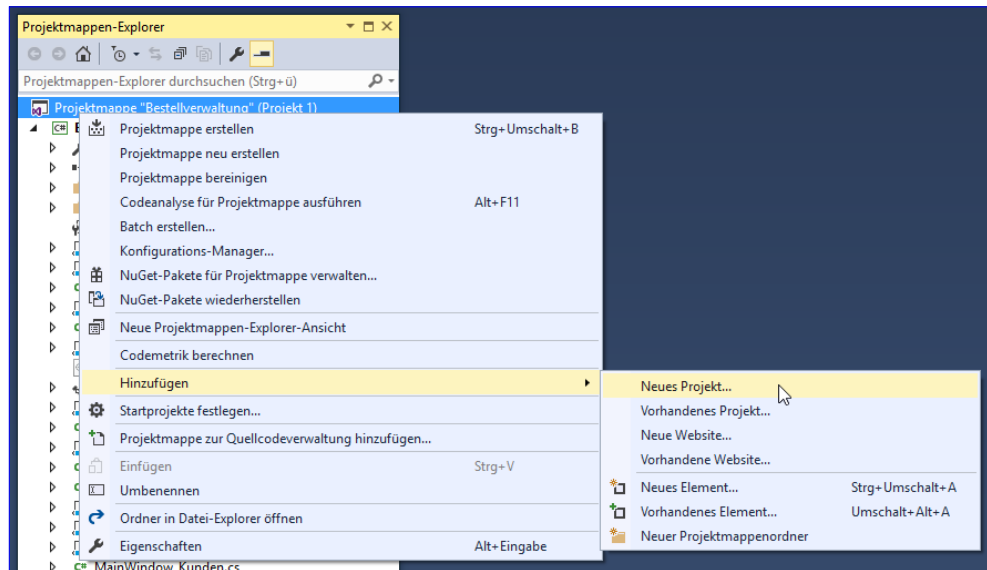 Projektmappen-Explorer
Projektmappen-Explorer durchsuchen (Strg+ü)
Projektmappe "Bestellverwaltung" (Projekt 1)
Projektmappe erstellen Strg+Umschalt+B
Projektmappe neu erstellen
Projektmappe bereinigen
Codeanalyse für Projektmappe ausführen Alt+F11
Batch erstellen...
Konfigurations-Manager...
NuGet-Pakete für Projektmappe verwalten...
NuGet-Pakete wiederherstellen
Neue Projektmappen-Explorer-Ansicht
Codemetrik berechnen
Hinzufügen
Startprojekte festlegen...
Projektmappe zur Quellcodeverwaltung hinzufügen...
Einfügen Strg+V
Umbenennen
Ordner in Datei-Explorer öffnen
Eigenschaften Alt+Eingabe
Neues Projekt...
Vorhandenes Projekt...
Neue Website...
Vorhandene Website...
Neues Element... Strg+Umschalt+A
Vorhandenes Element... Umschalt+Alt+A
Neuer Projektmappenordner
C# MainWindow_Kunden.cs